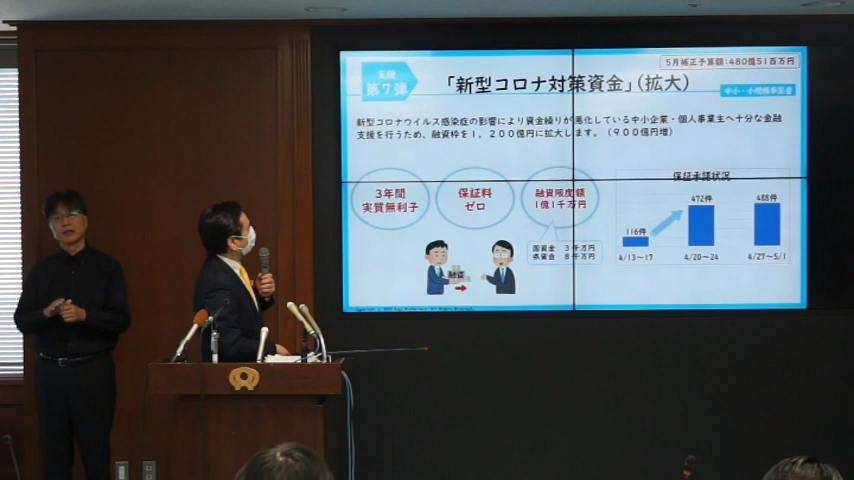 5月補正予算額:480億51百万円
支援
第7弾
「新型コロナ対策資金」(拡大)
中小・小規模事業者
新型コロナウイルス感染症の影響により資金繰りが悪化している中小企業・個人事業主へ十分な金融
支援を行うため、融資枠を1，200億円に拡大します。(900億円増)
3年間
実質無利子
保証料
ゼロ
融資限度額
1億1千万円
国資金 3千万円
県資金 8千万円
融資
保証承諾状況
116件
472件
488件
4/13～17
4/20～24
4/27～5/1